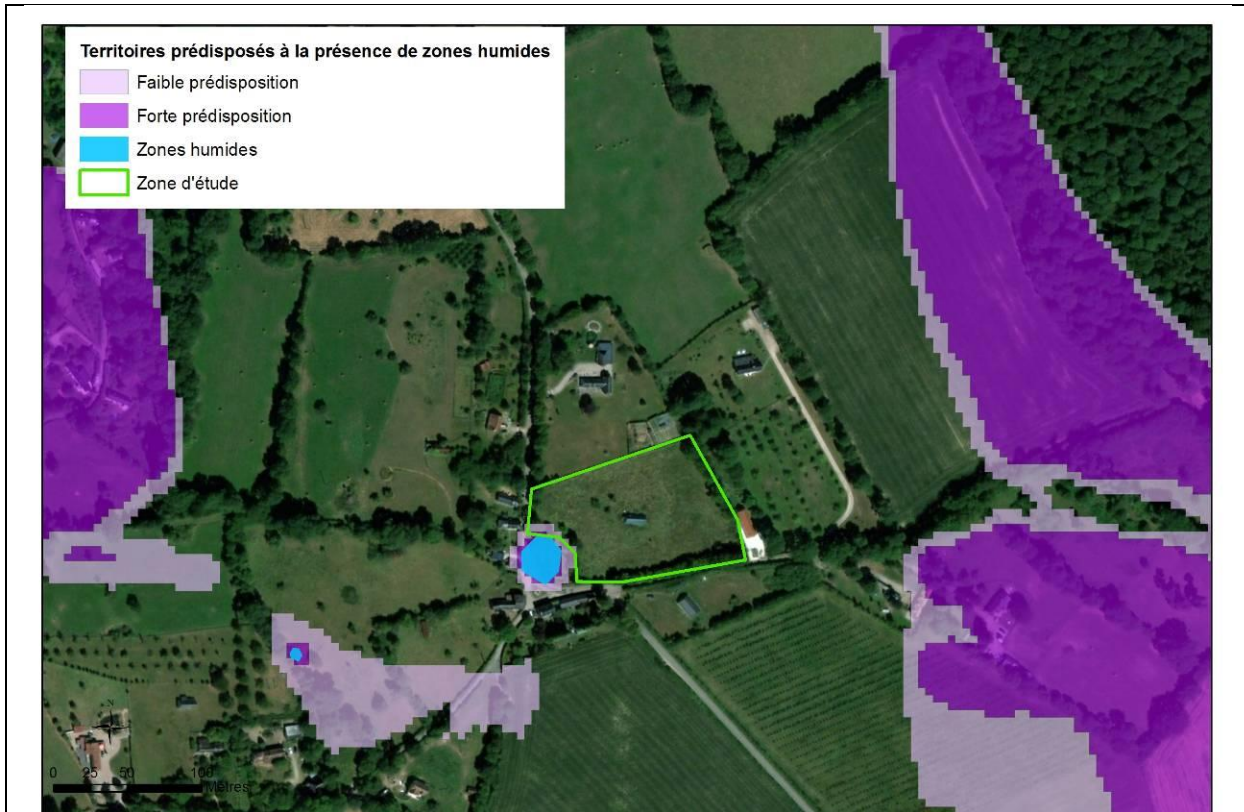 Territoires prédisposés à la présence de zones humides
Faible prédisposition
Forte prédisposition
Zones humides
Zone d'étude
0 25 50 100
Mètres